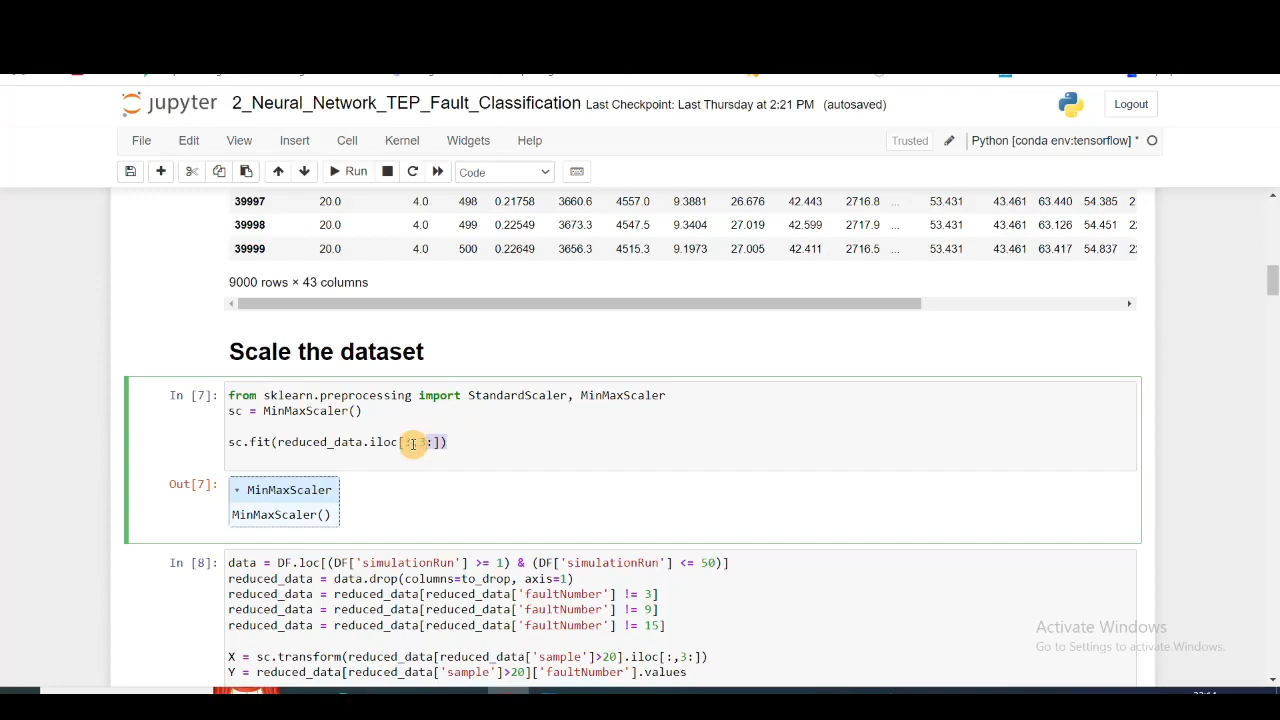 jupyter 2_Neural_Network_TEP_Fault_Classification Last Checkpoint: Last Thursday at 2:21 PM (autosaved) Logout
File Edit View Insert Cell Kernel Widgets Help Trusted Python [conda env:tensorflow] *
Run Code
39997 20.0 4.0 498 0.21758 3660.6 4557.0 9.3881 26.676 42.443 2716.8 ... 53.431 43.461 63.440 54.385 2
39998 20.0 4.0 499 0.22549 3673.3 4547.5 9.3404 27.019 42.599 2717.9 ... 53.431 43.461 63.126 54.451 2
39999 20.0 4.0 500 0.22649 3656.3 4515.3 9.1973 27.005 42.411 2716.5 ... 53.431 43.461 63.417 54.837 2
9000 rows × 43 columns
Scale the dataset
In [7]: from sklearn.preprocessing import StandardScaler, MinMaxScaler
sc = MinMaxScaler()
sc.fit(reduced_data.iloc[:,3:])
Out[7]: ▾ MinMaxScaler
MinMaxScaler()
In [8]: data = DF.loc[(DF['simulationRun'] >= 1) & (DF['simulationRun'] <= 50)]
reduced_data = data.drop(columns=to_drop, axis=1)
reduced_data = reduced_data[reduced_data['faultNumber'] != 3]
reduced_data = reduced_data[reduced_data['faultNumber'] != 9]
reduced_data = reduced_data[reduced_data['faultNumber'] != 15]
X = sc.transform(reduced_data[reduced_data['sample']>20].iloc[:,3:])
Y = reduced_data[reduced_data['sample']>20]['faultNumber'].values
Activate Windows
Go to Settings to activate Windows.